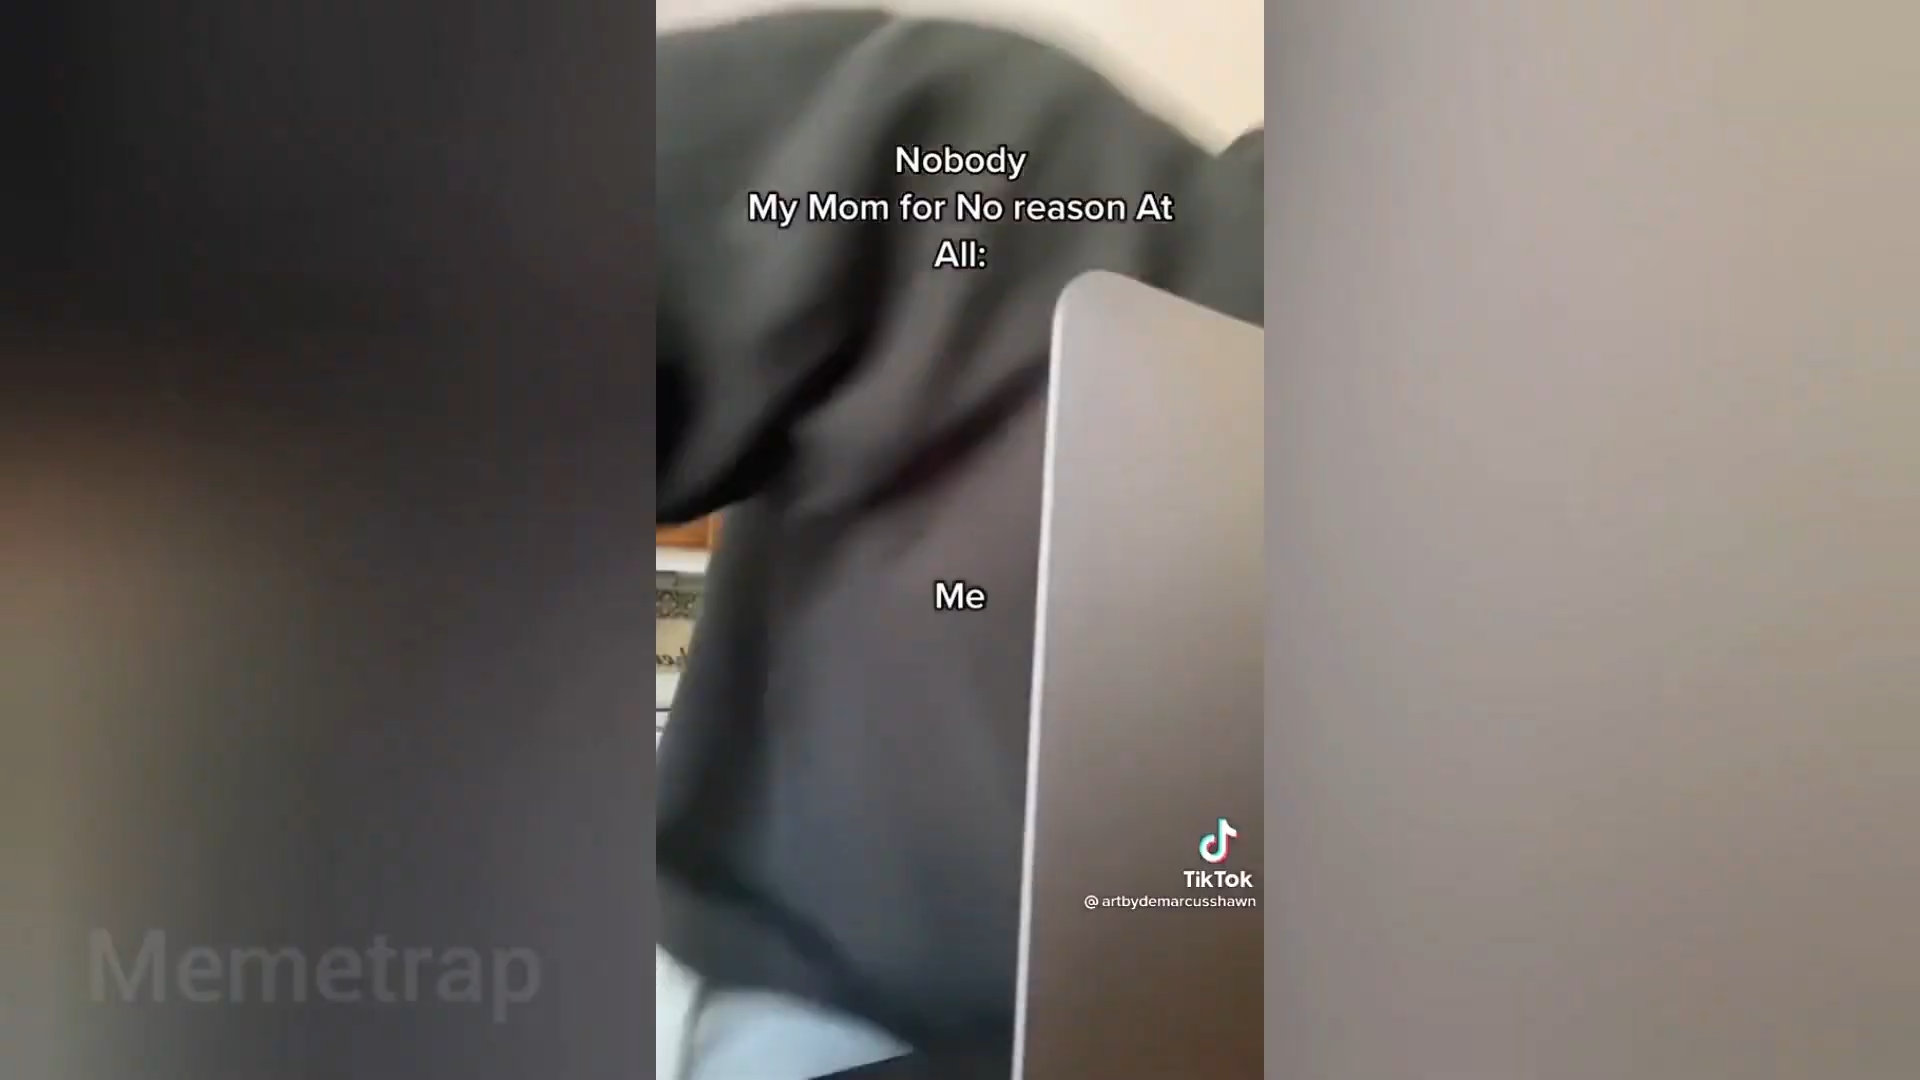 Nobody
My Mom for No reason At
All:
Me
TikTok
@artbydemarcusshawn
Memetrap